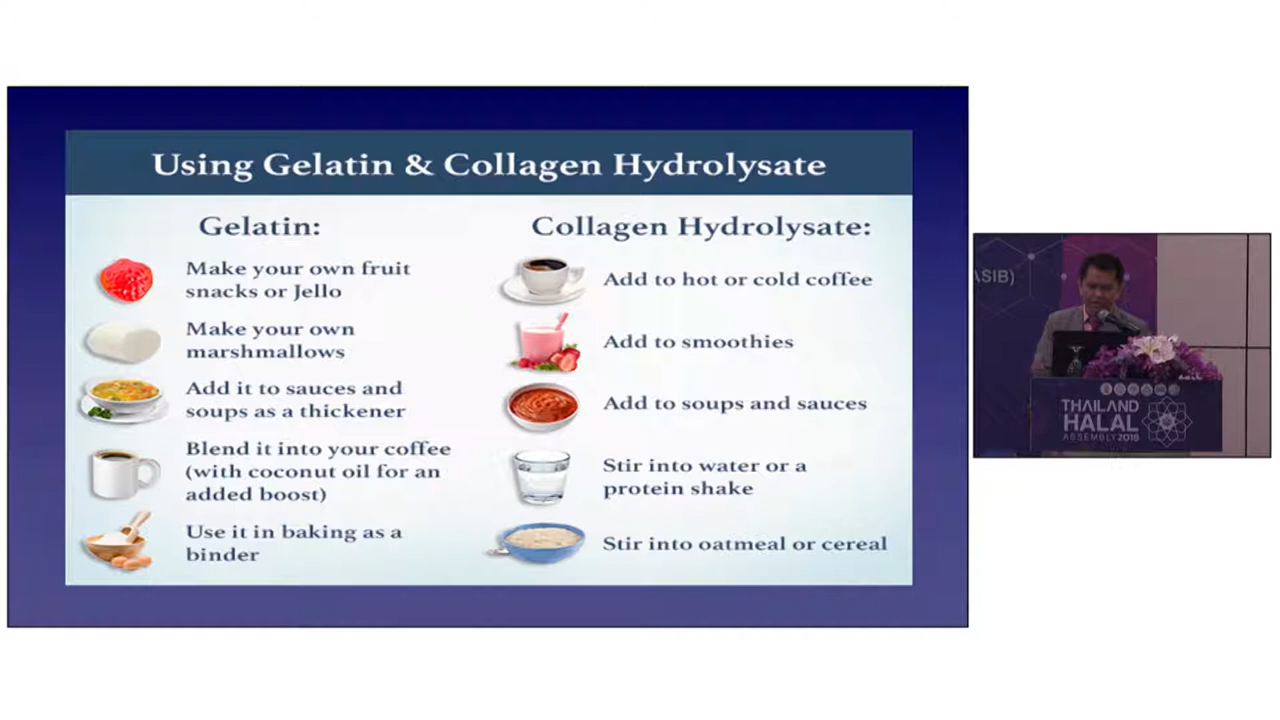 Using Gelatin & Collagen Hydrolysate
Gelatin:
Make your own fruit
snacks or Jello
Make your own
marshmallows
Add it to sauces and
soups as a thickener
Blend it into your coffee
(with coconut oil for an
added boost)
Use it in baking as a
binder
Collagen Hydrolysate:
Add to hot or cold coffee
Add to smoothies
Add to soups and sauces
Stir into water or a
protein shake
Stir into oatmeal or cereal
ASIB)
THAILAND
HALAL
ASSEMBLY 2018